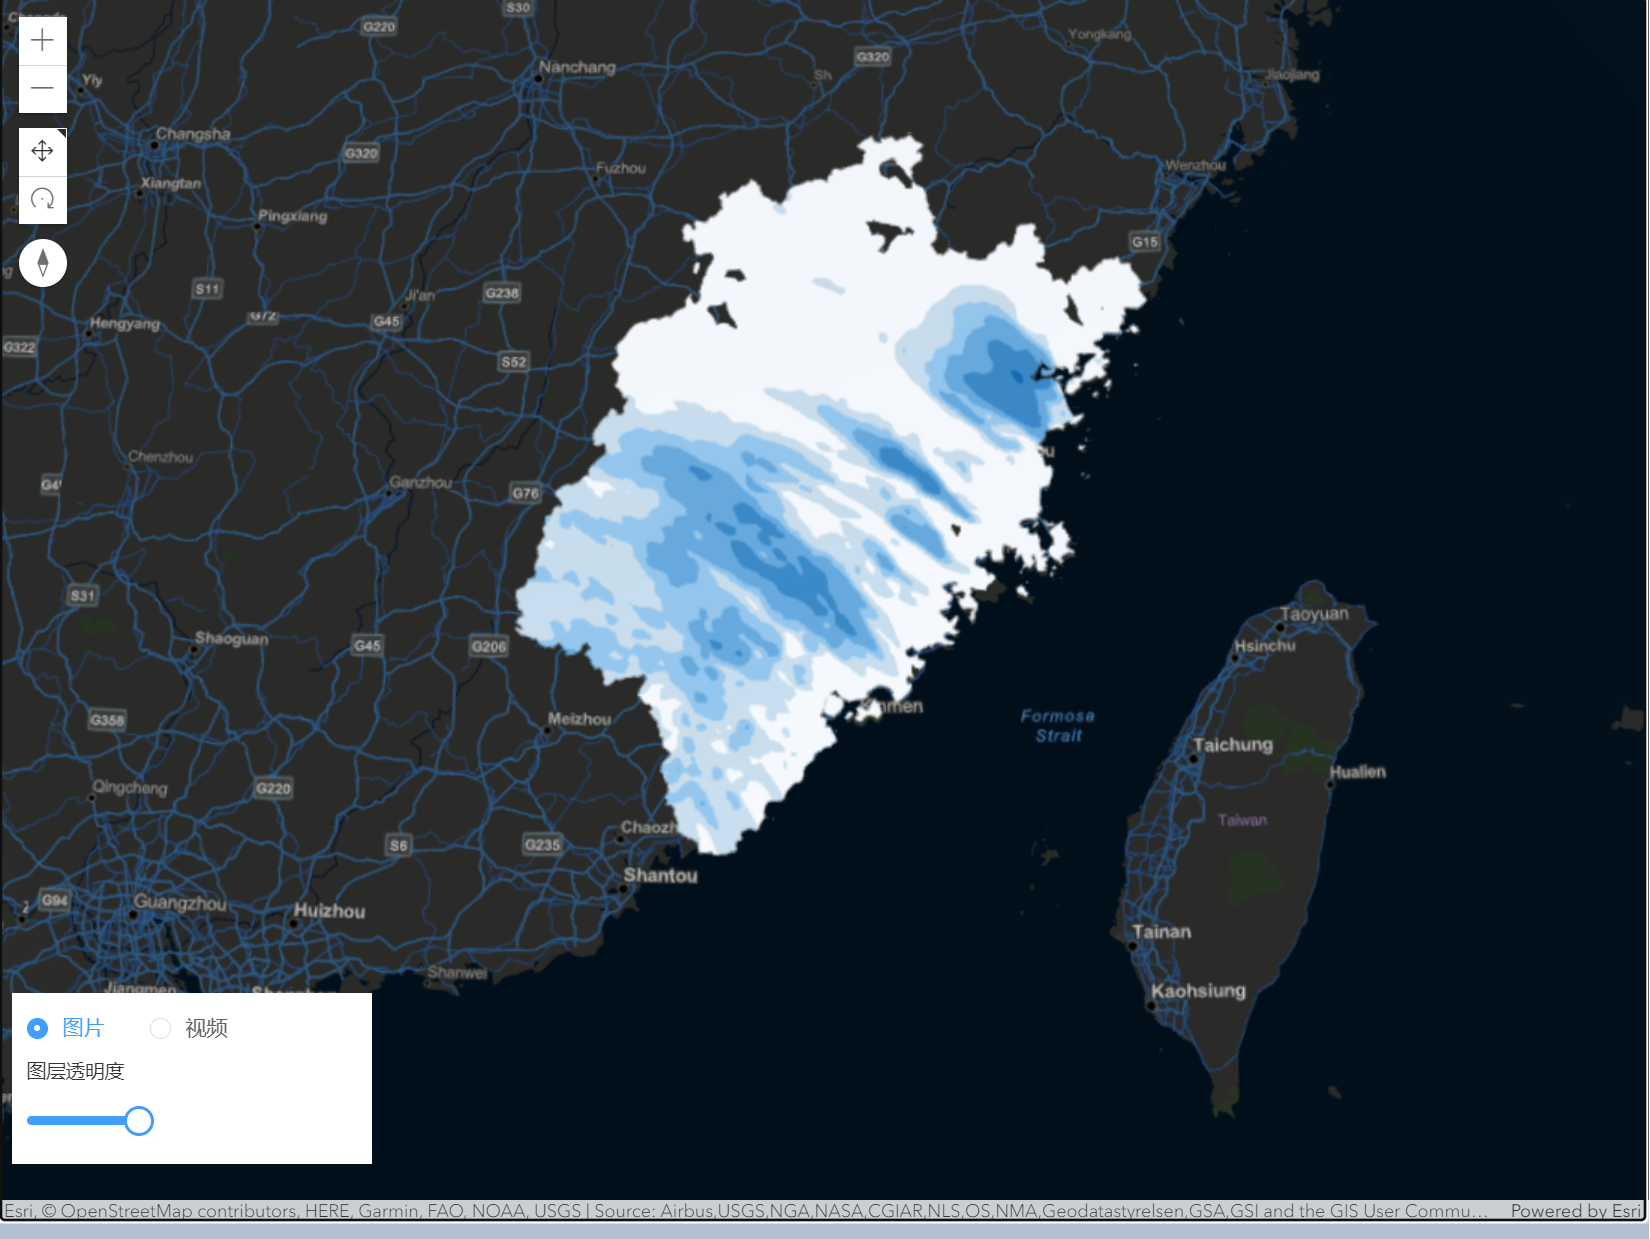 S30
G220
Yongkang
G320
Nanchang
Sh
Jiaojiang
Yiy
Changsha
G320
Fuzhou
Wenzhou
Xiangtan
Pingxiang
G15
S11
Ji'an
G238
G72
G45
Hengyang
G322
S52
Chenzhou
Ganzhou
G76
S31
Taoyuan
Shaoguan
G45
G206
Hsinchu
Formosa
Strait
G358
Meizhou
Taichung
Hualien
Qingcheng
G220
Taiwan
Chaozh
S6
G235
Shantou
G94
Guangzhou
Huizhou
Tainan
Shanwei
Jiangmen
Kaohsiung
图片
视频
图层透明度
Esri, © OpenStreetMap contributors, HERE, Garmin, FAO, NOAA, USGS | Source: Airbus,USGS,NGA,NASA,CGIAR,NLS,OS,NMA,Geodatastyrelsen,GSA,GSI and the GIS User Commu... Powered by Esri